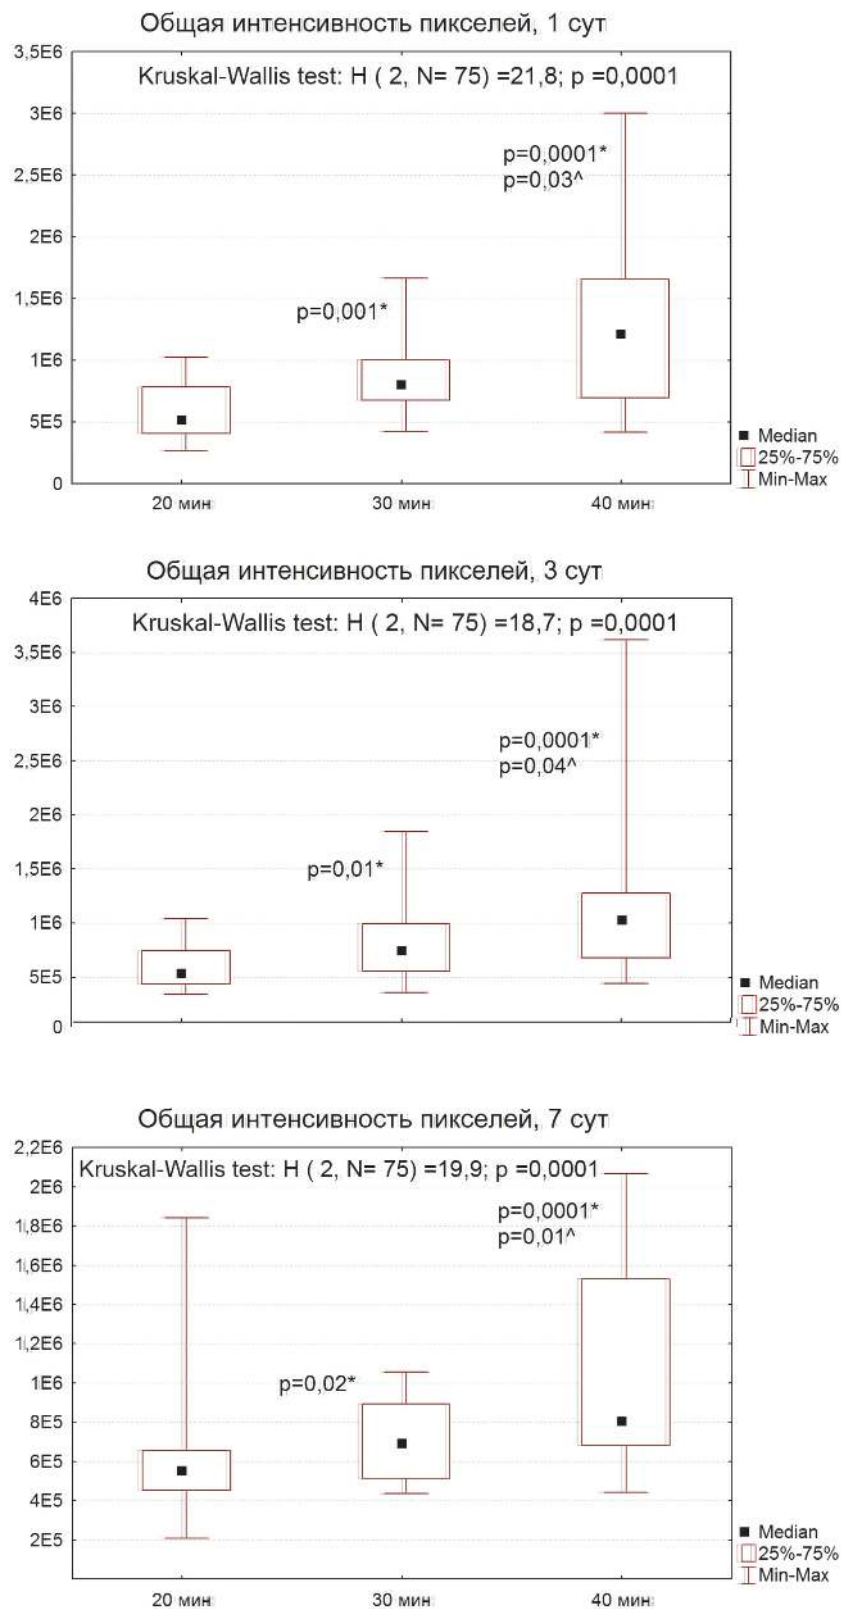 Общая интенсивность пикселей, 1 сут
3,5E6
Kruskal-Wallis test: H ( 2, N= 75) =21,8; p =0,0001
3E6
p=0,0001*
2,5E6
p=0,03^
2E6
1,5E6
p=0,001*
1E6
5E5
0
Median
25%-75%
Min-Max
20 мин
30 мин
40 мин
Общая интенсивность пикселей, 3 сут
4E6
Kruskal-Wallis test: H ( 2, N= 75) =18,7; p =0,0001
3,5E6
3E6
p=0,0001*
2,5E6
p=0,04^
2E6
1,5E6
p=0,01*
1E6
5E5
0
Median
25%-75%
Min-Max
Общая интенсивность пикселей, 7 сут
2,2E6
Kruskal-Wallis test: H ( 2, N= 75) =19,9; p =0,0001
2E6
p=0,0001*
1,8E6
p=0,01^
1,6E6
1,4E6
1,2E6
1E6
p=0,02*
8E5
6E5
4E5
2E5
Median
25%-75%
Min-Max
20 мин
30 мин
40 мин